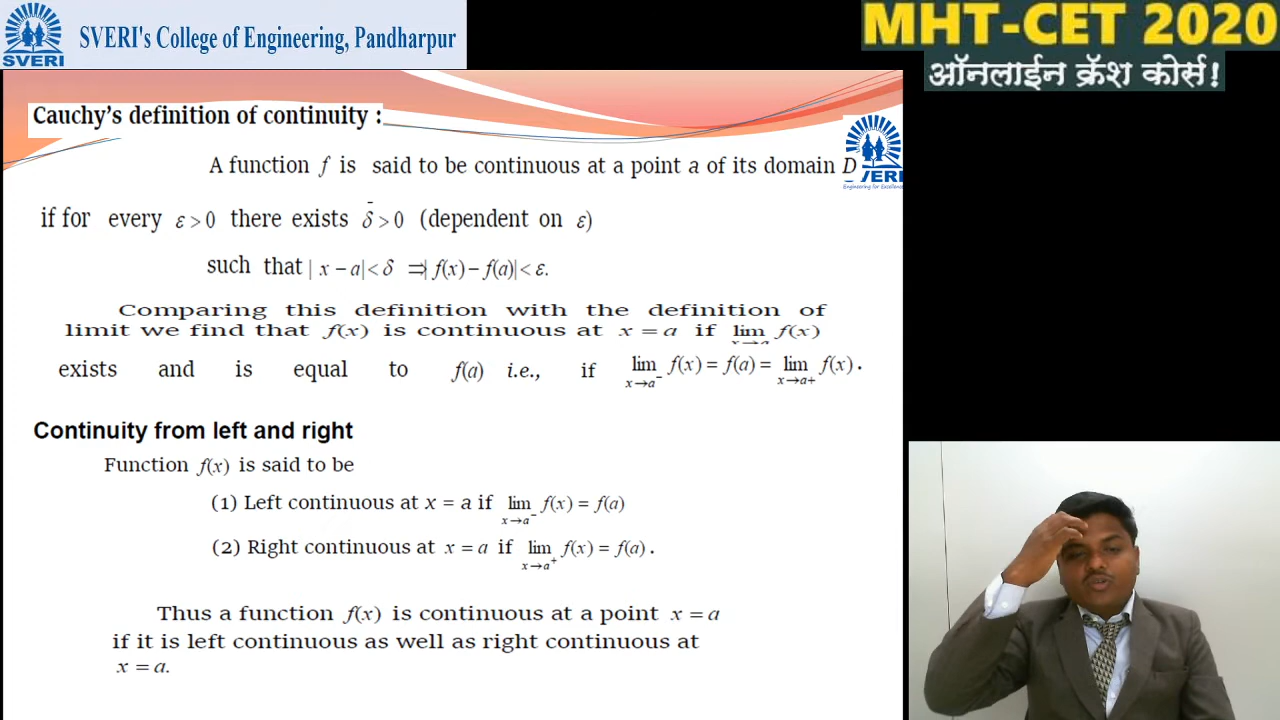 SVERI
SVERI's College of Engineering, Pandharpur
MHT-CET 2020
ऑनलाईन क्रॅश कोर्स!
Cauchy's definition of continuity :
A function f is said to be continuous at a point a of its domain D
VERI
Engineering for Excellence
if for every ε > 0 there exists δ > 0 (dependent on ε)
such that | x − a| < δ ⇒| f(x) − f(a)| < ε.
Comparing this definition with the definition of
limit we find that f(x) is continuous at x = a if lim f(x)
x→a
exists and is equal to f(a) i.e., if lim f(x) = f(a) = lim f(x) .
x→a⁻ x→a+
Continuity from left and right
Function f(x) is said to be
(1) Left continuous at x = a if lim f(x) = f(a)
x→a⁻
(2) Right continuous at x = a if lim f(x) = f(a) .
x→a⁺
Thus a function f(x) is continuous at a point x = a
if it is left continuous as well as right continuous at
x = a.